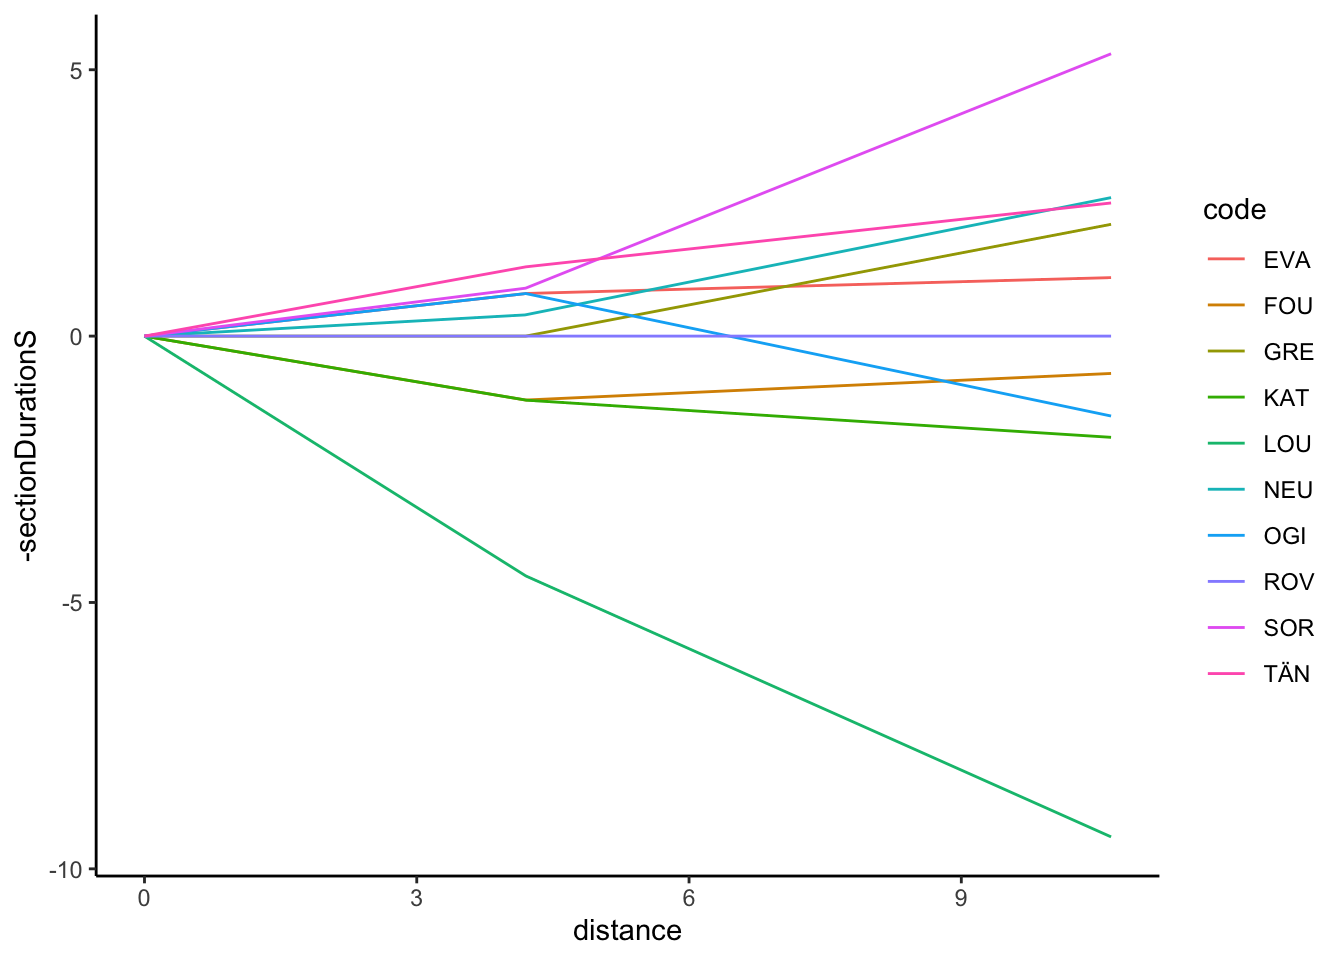 5
0
-5
-10
-sectionDurationS
0 3 6 9
distance
code
EVA
FOU
GRE
KAT
LOU
NEU
OGI
ROV
SOR
TÄN